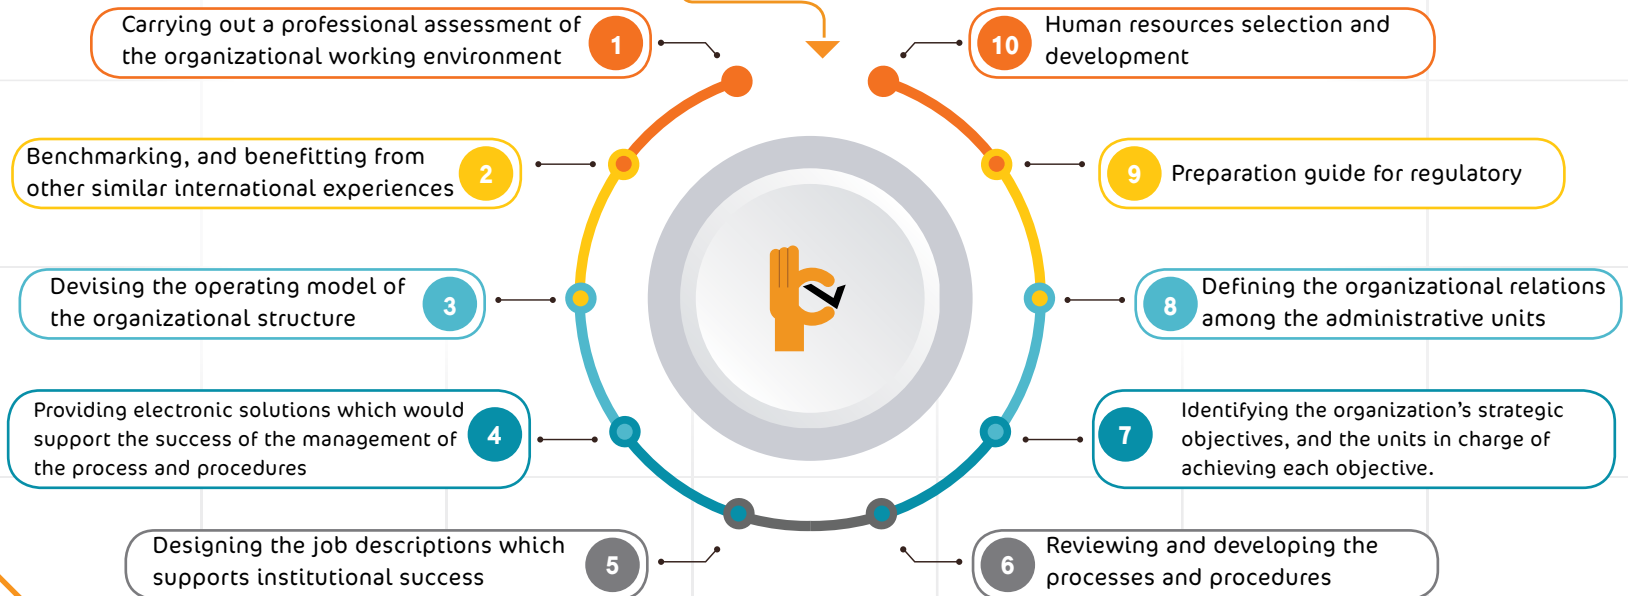 Carrying out a professional assessment of
the organizational working environment
1
Benchmarking, and benefitting from
other similar international experiences
2
Devising the operating model of
the organizational structure
3
Providing electronic solutions which would
support the success of the management of
the process and procedures
4
Designing the job descriptions which
supports institutional success
5
6
Reviewing and developing the
processes and procedures
7
Identifying the organization's strategic
objectives, and the units in charge of
achieving each objective.
8
Defining the organizational relations
among the administrative units
9
Preparation guide for regulatory
10
Human resources selection and
development